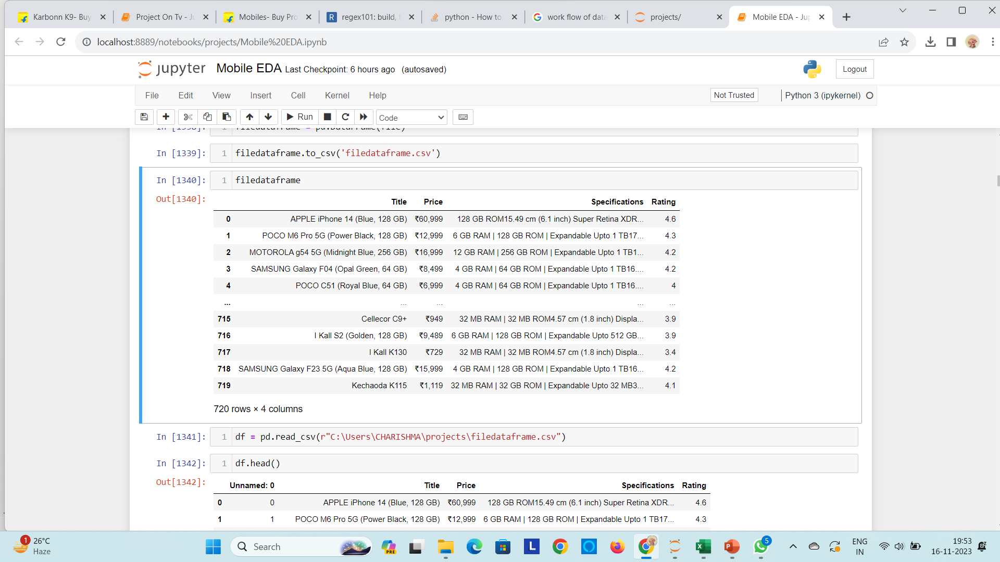 Karbonn K9- Buy
Project On Tv - Ju
Mobiles- Buy Pro
regex101: build, t
python - How to
work flow of data
projects/
Mobile EDA - Jup
localhost:8889/notebooks/projects/Mobile%20EDA.ipynb
jupyter Mobile EDA Last Checkpoint: 6 hours ago (autosaved)
Logout
File Edit View Insert Cell Kernel Help
Not Trusted
Python 3 (ipykernel)
Run
Code
In [1338]: 1 filedataframe = pd.DataFrame(file)
In [1339]: 1 filedataframe.to_csv('filedataframe.csv')
In [1340]: 1 filedataframe
Out[1340]:
Title Price Specifications Rating
0 APPLE iPhone 14 (Blue, 128 GB) ₹60,999 128 GB ROM15.49 cm (6.1 inch) Super Retina XDR... 4.6
1 POCO M6 Pro 5G (Power Black, 128 GB) ₹12,999 6 GB RAM | 128 GB ROM | Expandable Upto 1 TB17... 4.3
2 MOTOROLA g54 5G (Midnight Blue, 256 GB) ₹16,999 12 GB RAM | 256 GB ROM | Expandable Upto 1 TB1... 4.2
3 SAMSUNG Galaxy F04 (Opal Green, 64 GB) ₹8,499 4 GB RAM | 64 GB ROM | Expandable Upto 1 TB16.... 4.2
4 POCO C51 (Royal Blue, 64 GB) ₹6,999 4 GB RAM | 64 GB ROM | Expandable Upto 1 TB16.... 4
... ... ... ... ...
715 Cellecor C9+ ₹949 32 MB RAM | 32 MB ROM4.57 cm (1.8 inch) Displa... 3.9
716 I Kall S2 (Golden, 128 GB) ₹9,489 6 GB RAM | 128 GB ROM | Expandable Upto 512 GB... 3.9
717 I Kall K130 ₹729 32 MB RAM | 32 MB ROM4.57 cm (1.8 inch) Displa... 3.4
718 SAMSUNG Galaxy F23 5G (Aqua Blue, 128 GB) ₹15,999 4 GB RAM | 128 GB ROM | Expandable Upto 1 TB16... 4.2
719 Kechaoda K115 ₹1,119 32 MB RAM | 32 GB ROM | Expandable Upto 32 MB3... 4.1
720 rows × 4 columns
In [1341]: 1 df = pd.read_csv(r"C:\Users\CHARISHMA\projects\filedataframe.csv")
In [1342]: 1 df.head()
Out[1342]:
Unnamed: 0 Title Price Specifications Rating
0 0 APPLE iPhone 14 (Blue, 128 GB) ₹60,999 128 GB ROM15.49 cm (6.1 inch) Super Retina XDR... 4.6
1 1 POCO M6 Pro 5G (Power Black, 128 GB) ₹12,999 6 GB RAM | 128 GB ROM | Expandable Upto 1 TB17... 4.3
1
26°C
Haze
Search
PRE
5
ENG
IN
19:53
16-11-2023